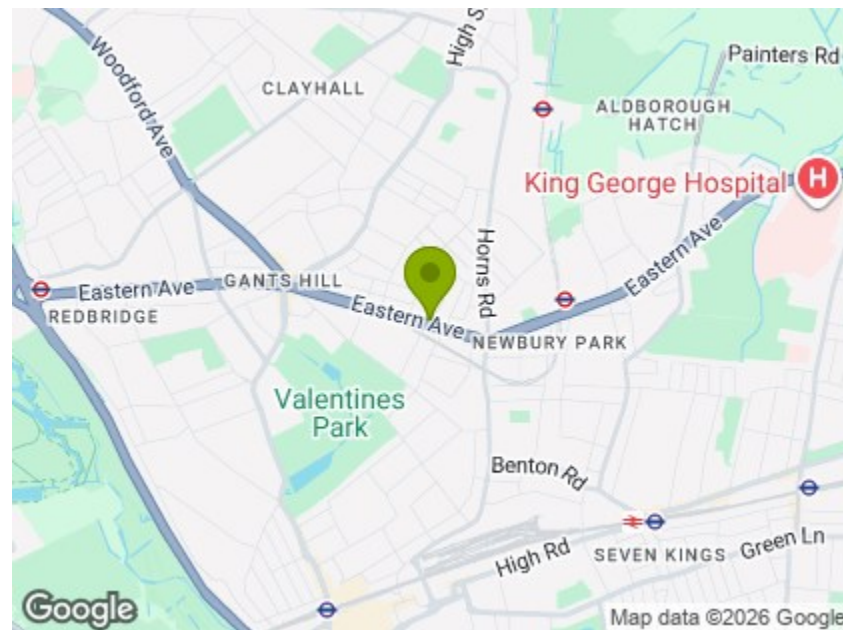 High S
Painters Rd
Woodford Ave
CLAYHALL
ALDBOROUGH
HATCH
King George Hospital
H
Horns Rd
Eastern Ave
GANTS HILL
Eastern Ave
REDBRIDGE
Eastern Ave
NEWBURY PARK
Valentines
Park
Benton Rd
High Rd
SEVEN KINGS
Green Ln
Google
Map data ©2026 Google